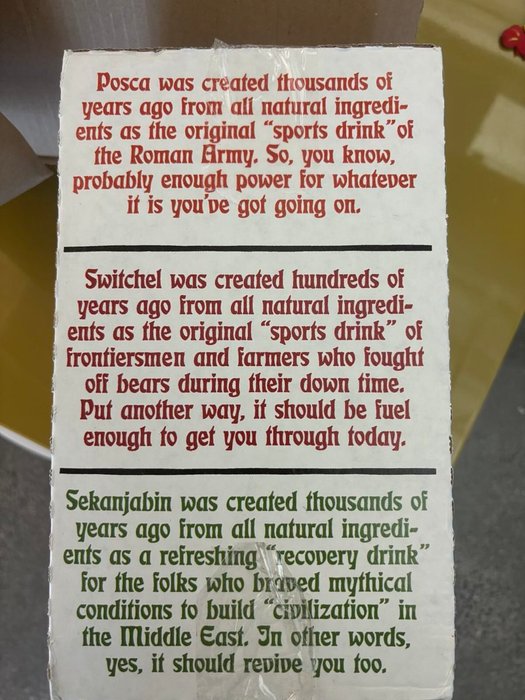 Posca was created thousands of
years ago from all natural ingredi-
ents as the original "sports drink"of
the Roman Army. So, you know,
probably enough power for whatever
it is you've got going on.
Switchel was created hundreds of
years ago from all natural ingredi-
ents as the original "sports drink" of
frontiersmen and farmers who fought
off bears during their down time.
Put another way, it should be fuel
enough to get you through today.
Sekanjabin was created thousands of
years ago from all natural ingredi-
ents as a refreshing "recovery drink"
for the folks who braved mythical
conditions to build "civilization" in
the Middle East. In other words,
yes, it should revive you too.